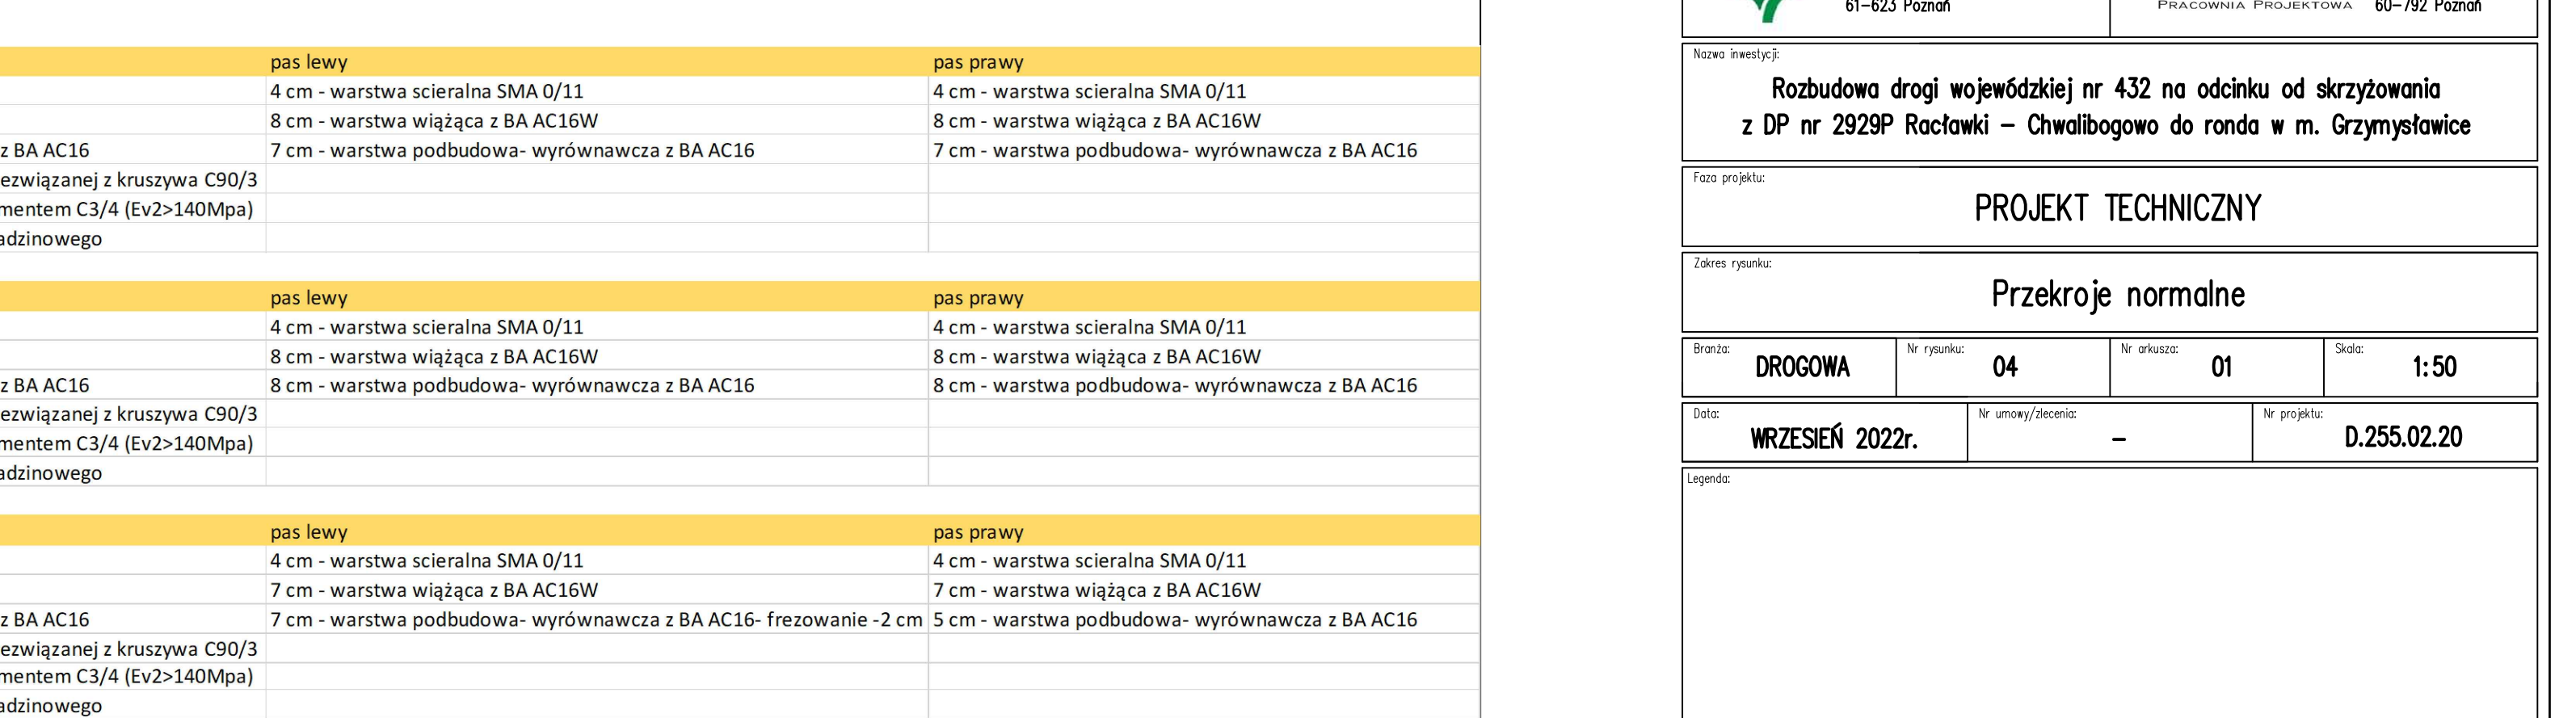 pas lewy pas prawy
4 cm - warstwa scieralna SMA 0/11 4 cm - warstwa scieralna SMA 0/11
8 cm - warstwa wiążąca z BA AC16W 8 cm - warstwa wiążąca z BA AC16W
z BA AC16 7 cm - warstwa podbudowa- wyrównawcza z BA AC16 7 cm - warstwa podbudowa- wyrównawcza z BA AC16
ezwiązanej z kruszywa C90/3
mentem C3/4 (Ev2>140Mpa)
adzinowego
pas lewy pas prawy
4 cm - warstwa scieralna SMA 0/11 4 cm - warstwa scieralna SMA 0/11
8 cm - warstwa wiążąca z BA AC16W 8 cm - warstwa wiążąca z BA AC16W
z BA AC16 8 cm - warstwa podbudowa- wyrównawcza z BA AC16 8 cm - warstwa podbudowa- wyrównawcza z BA AC16
ezwiązanej z kruszywa C90/3
mentem C3/4 (Ev2>140Mpa)
adzinowego
pas lewy pas prawy
4 cm - warstwa scieralna SMA 0/11 4 cm - warstwa scieralna SMA 0/11
7 cm - warstwa wiążąca z BA AC16W 7 cm - warstwa wiążąca z BA AC16W
z BA AC16 7 cm - warstwa podbudowa- wyrównawcza z BA AC16- frezowanie -2 cm 5 cm - warstwa podbudowa- wyrównawcza z BA AC16
ezwiązanej z kruszywa C90/3
mentem C3/4 (Ev2>140Mpa)
adzinowego
61-623 Poznań PRACOWNIA PROJEKTOWA 60-792 Poznań
Nazwa inwestycji:
Rozbudowa drogi wojewódzkiej nr 432 na odcinku od skrzyżowania
z DP nr 2929P Racławki – Chwalibogowo do ronda w m. Grzymysławice
Faza projektu:
PROJEKT TECHNICZNY
Zakres rysunku:
Przekroje normalne
Branża: Nr rysunku: Nr arkusza: Skala:
DROGOWA 04 01 1:50
Data: Nr umowy/zlecenia: Nr projektu:
WRZESIEŃ 2022r. – D.255.02.20
Legenda: